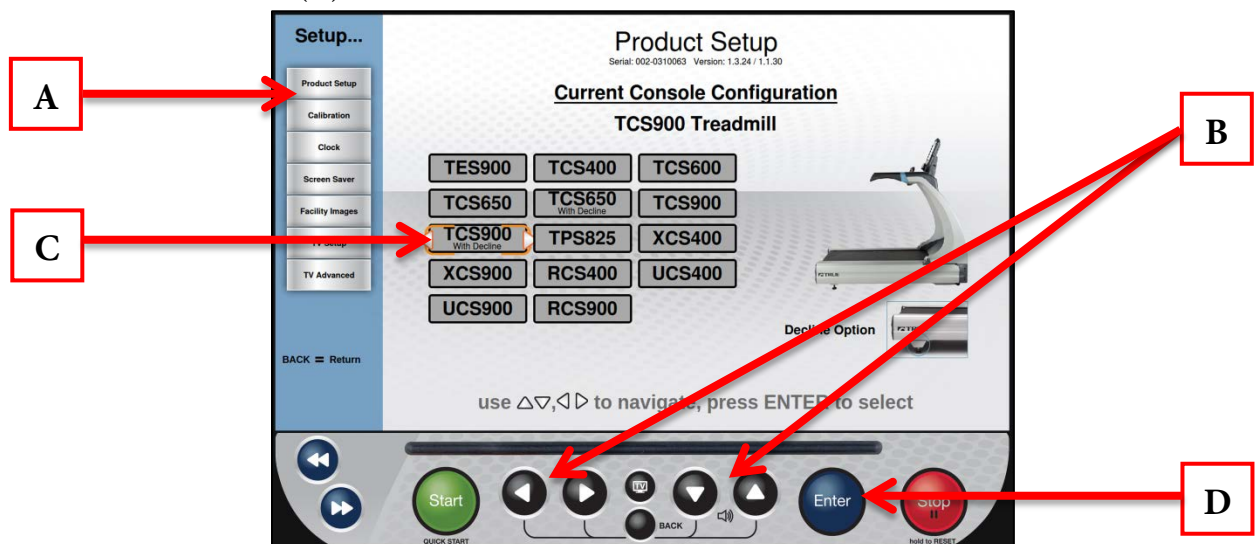 Setup...
Product Setup
Calibration
Clock
Screen Saver
Facility Images
TV Setup
TV Advanced
BACK = Return
Product Setup
Serial: 002-0310063 Version: 1.3.24 / 1.1.30
Current Console Configuration
TCS900 Treadmill
TES900 TCS400 TCS600
TCS650 TCS650 With Decline TCS900
TCS900 With Decline TPS825 XCS400
XCS900 RCS400 UCS400
UCS900 RCS900
Decline Option
use △▽,◁ ▷ to navigate, press ENTER to select
Start
QUICK START
TV
BACK
Enter
Stop
hold to RESET
A
B
C
D